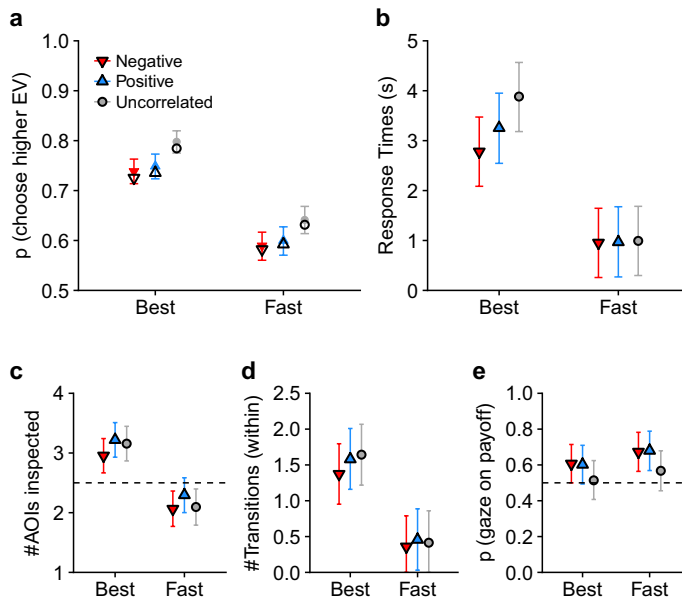 a
p (choose higher EV)
1.0
0.9
0.8
0.7
0.6
0.5
Negative
Positive
Uncorrelated
Best
Fast
b
Response Times (s)
5
4
3
2
1
0
Best
Fast
c
#AOIs inspected
4
3
2
1
Best
Fast
d
#Transitions (within)
2.5
2.0
1.5
1.0
0.5
0.0
Best
Fast
e
p (gaze on payoff)
1.0
0.8
0.6
0.4
0.2
0.0
Best
Fast